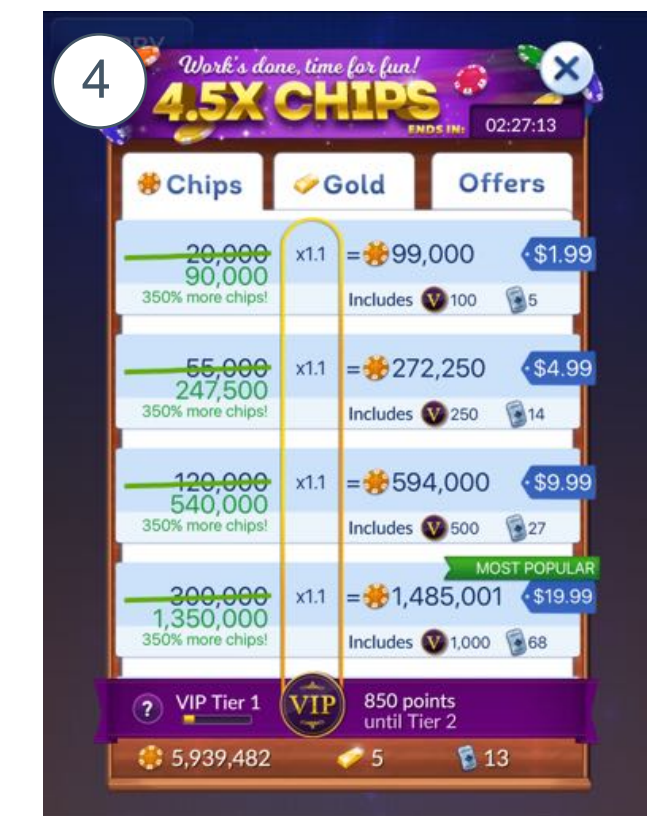 4
Work's done, time for fun!
4.5X CHIPS
ENDS IN: 02:27:13
Chips Gold Offers
20,000 x1.1 = 99,000 $1.99
90,000
350% more chips! Includes V 100 5
55,000 x1.1 = 272,250 $4.99
247,500
350% more chips! Includes V 250 14
120,000 x1.1 = 594,000 $9.99
540,000
350% more chips! Includes V 500 27
MOST POPULAR
300,000 x1.1 = 1,485,001 $19.99
1,350,000
350% more chips! Includes V 1,000 68
? VIP Tier 1 VIP 850 points
until Tier 2
5,939,482 5 13